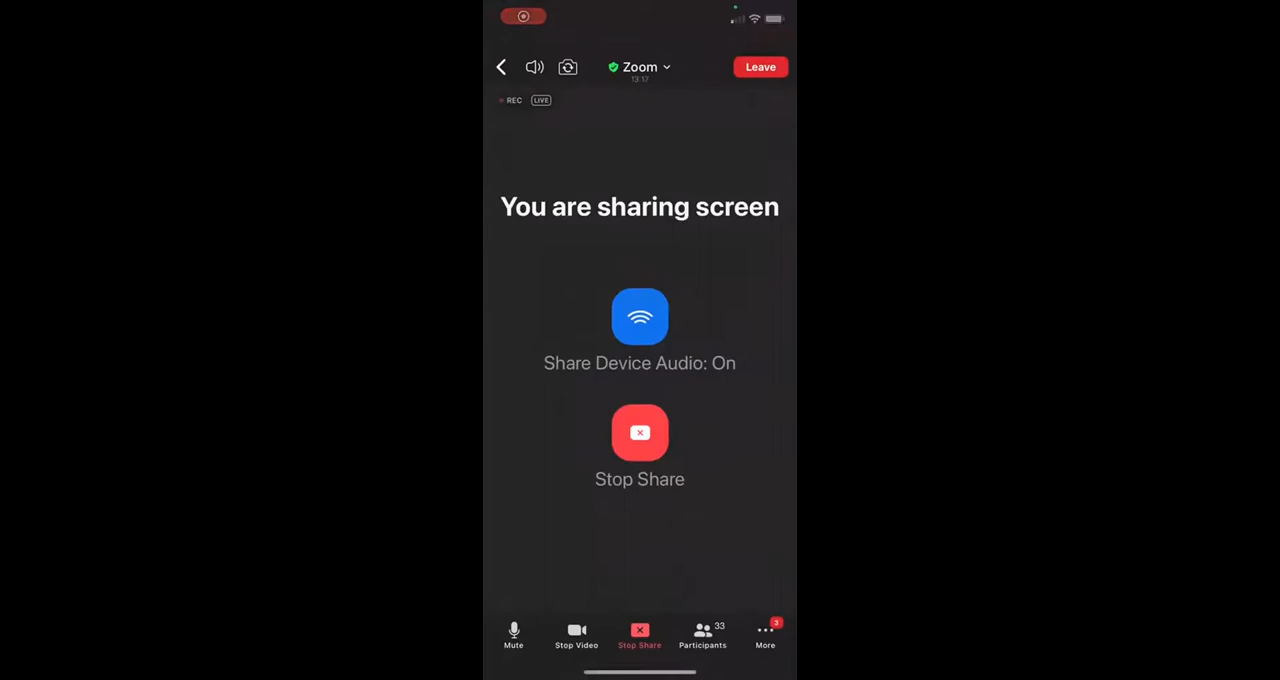 Zoom
13:17
Leave
REC LIVE
You are sharing screen
Share Device Audio: On
Stop Share
Mute
Stop Video
Stop Share
Participants 33
More 3